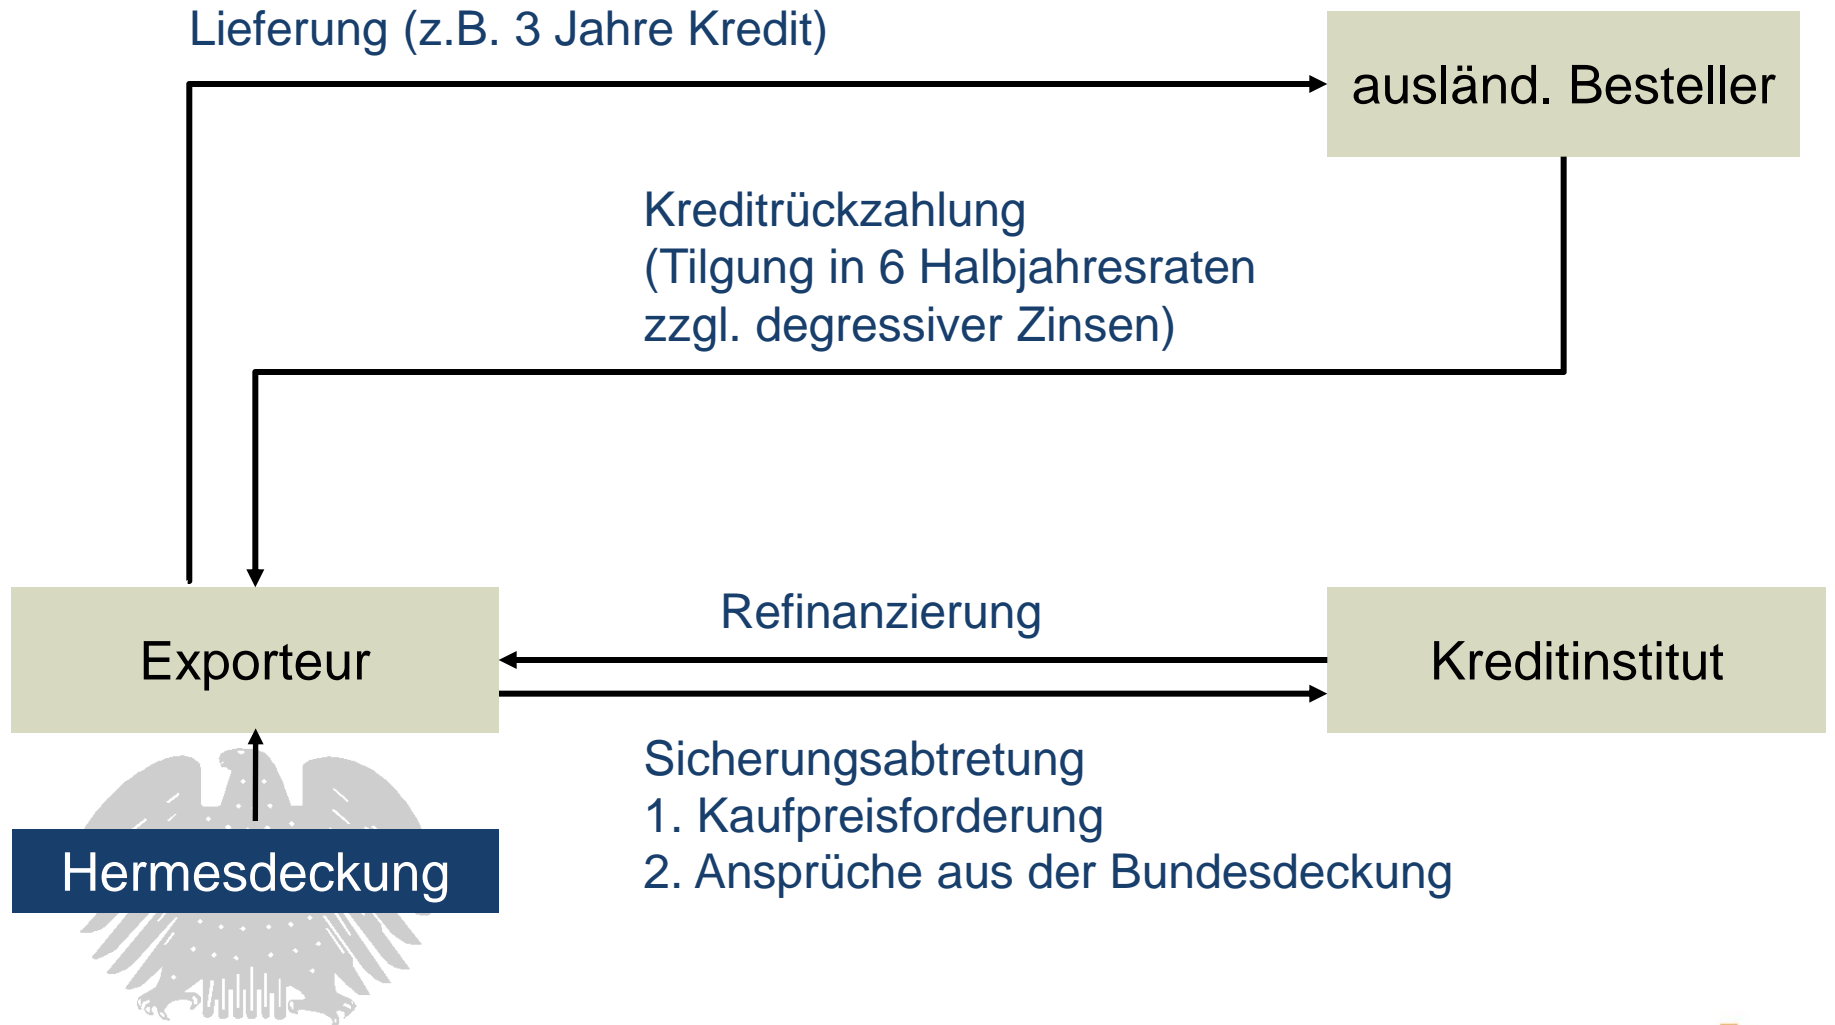 Lieferung (z.B. 3 Jahre Kredit)
ausländ. Besteller
Kreditrückzahlung
(Tilgung in 6 Halbjahresraten
zzgl. degressiver Zinsen)
Refinanzierung
Exporteur
Kreditinstitut
Sicherungsabtretung
1. Kaufpreisforderung
2. Ansprüche aus der Bundesdeckung
Hermesdeckung